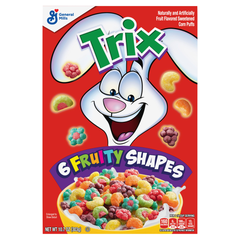 General
Mills
Naturally and Artificially
Fruit Flavored Sweetened
Corn Puffs
Trix
6 FRUITY SHAPES